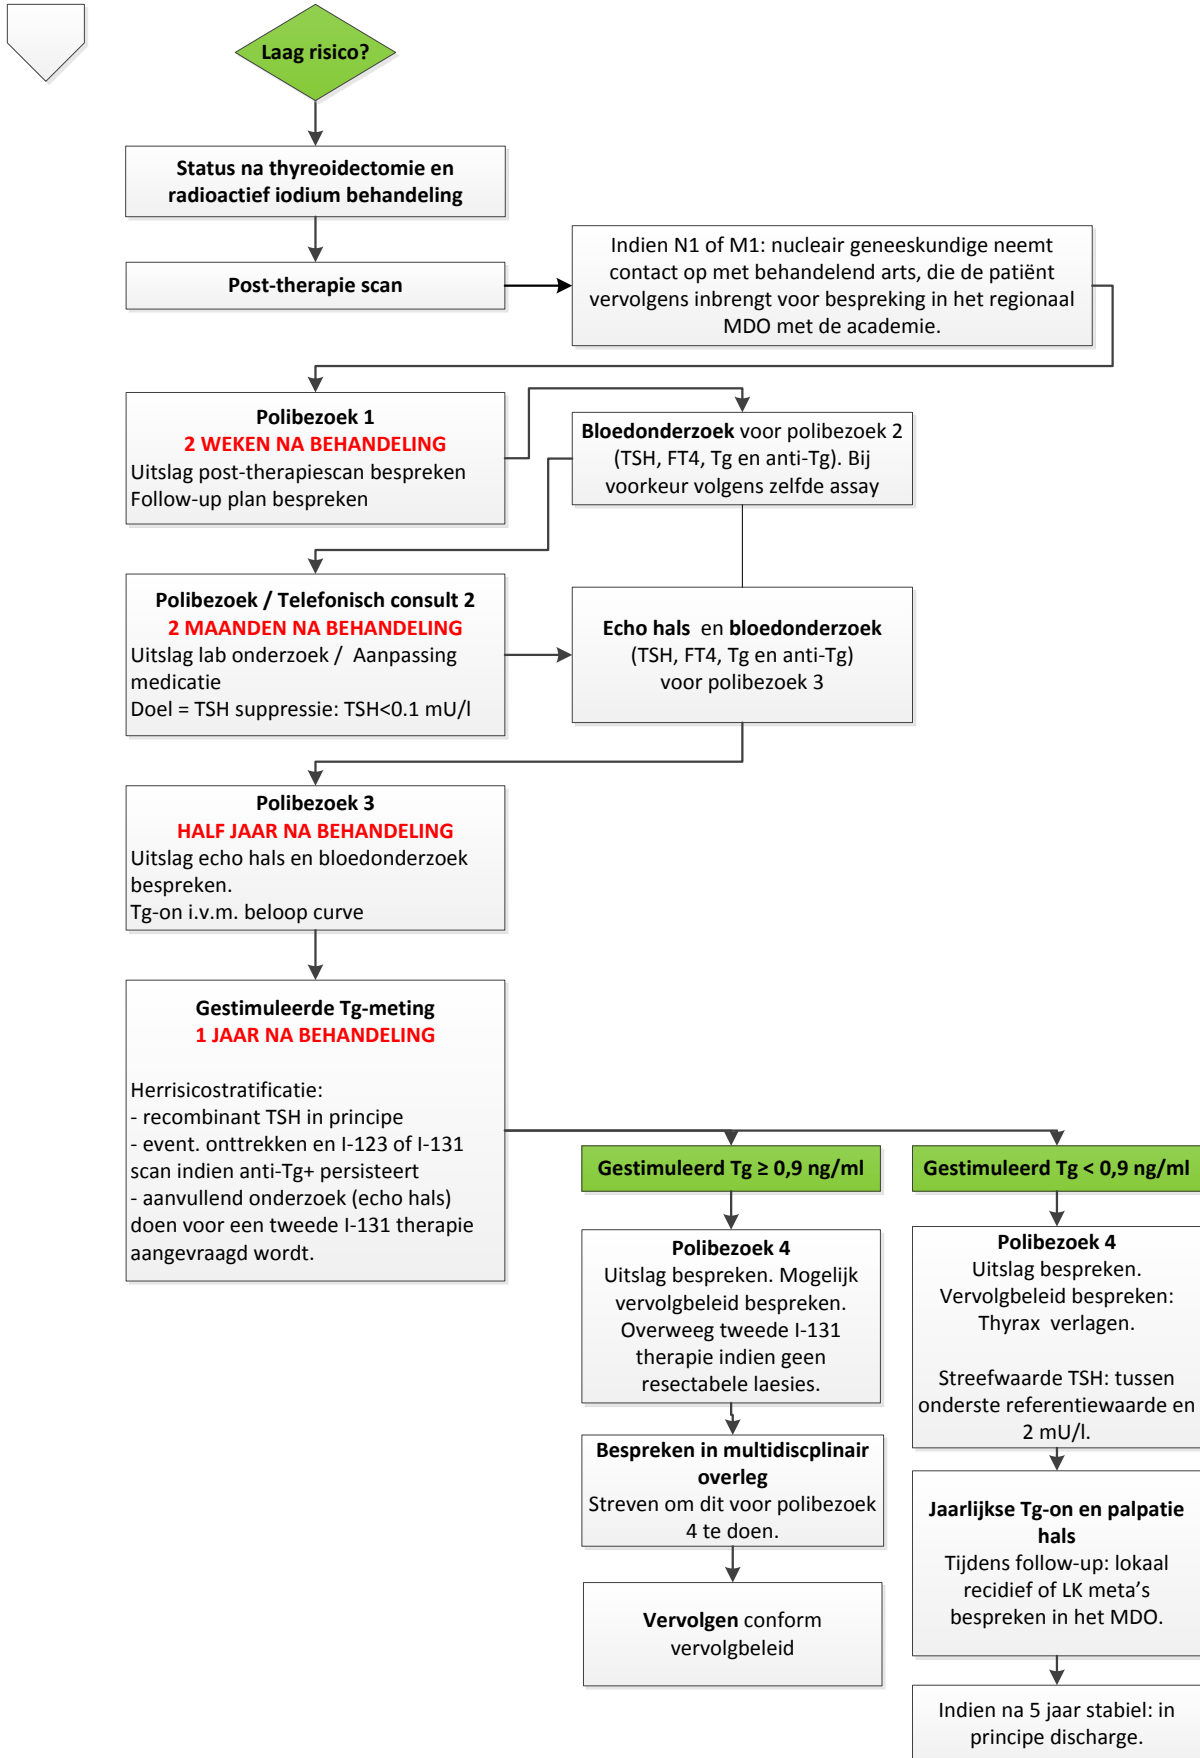 Laag risico?
Status na thyreoidectomie en
radioactief iodium behandeling
Post-therapie scan
Indien N1 of M1: nucleair geneeskundige neemt
contact op met behandelend arts, die de patiënt
vervolgens inbrengt voor bespreking in het regionaal
MDO met de academie.
Polibezoek 1
2 WEKEN NA BEHANDELING
Uitslag post-therapiescan bespreken
Follow-up plan bespreken
Bloedonderzoek voor polibezoek 2
(TSH, FT4, Tg en anti-Tg). Bij
voorkeur volgens zelfde assay
Polibezoek / Telefonisch consult 2
2 MAANDEN NA BEHANDELING
Uitslag lab onderzoek / Aanpassing
medicatie
Doel = TSH suppressie: TSH<0.1 mU/l
Echo hals en bloedonderzoek
(TSH, FT4, Tg en anti-Tg)
voor polibezoek 3
Polibezoek 3
HALF JAAR NA BEHANDELING
Uitslag echo hals en bloedonderzoek
bespreken.
Tg-on i.v.m. beloop curve
Gestimuleerde Tg-meting
1 JAAR NA BEHANDELING
Herrisicostratificatie:
- recombinant TSH in principe
- event. onttrekken en I-123 of I-131
scan indien anti-Tg+ persisteert
- aanvullend onderzoek (echo hals)
doen voor een tweede I-131 therapie
aangevraagd wordt.
Gestimuleerd Tg ≥ 0,9 ng/ml
Polibezoek 4
Uitslag bespreken. Mogelijk
vervolgbeleid bespreken.
Overweeg tweede I-131
therapie indien geen
resectabele laesies.
Bespreken in multidiscplinair
overleg
Streven om dit voor polibezoek
4 te doen.
Vervolgen conform
vervolgbeleid
Gestimuleerd Tg < 0,9 ng/ml
Polibezoek 4
Uitslag bespreken.
Vervolgbeleid bespreken:
Thyrax verlagen.
Streefwaarde TSH: tussen
onderste referentiewaarde en
2 mU/l.
Jaarlijkse Tg-on en palpatie
hals
Tijdens follow-up: lokaal
recidief of LK meta's
bespreken in het MDO.
Indien na 5 jaar stabiel: in
principe discharge.